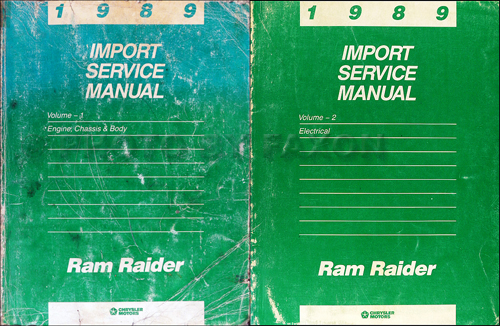 1 9 8 9
IMPORT
SERVICE
MANUAL
Volume - 1
Engine, Chassis & Body
Ram Raider
CHRYSLER
MOTORS
1 9 8 9
IMPORT
SERVICE
MANUAL
Volume - 2
Electrical
Ram Raider
CHRYSLER
MOTORS